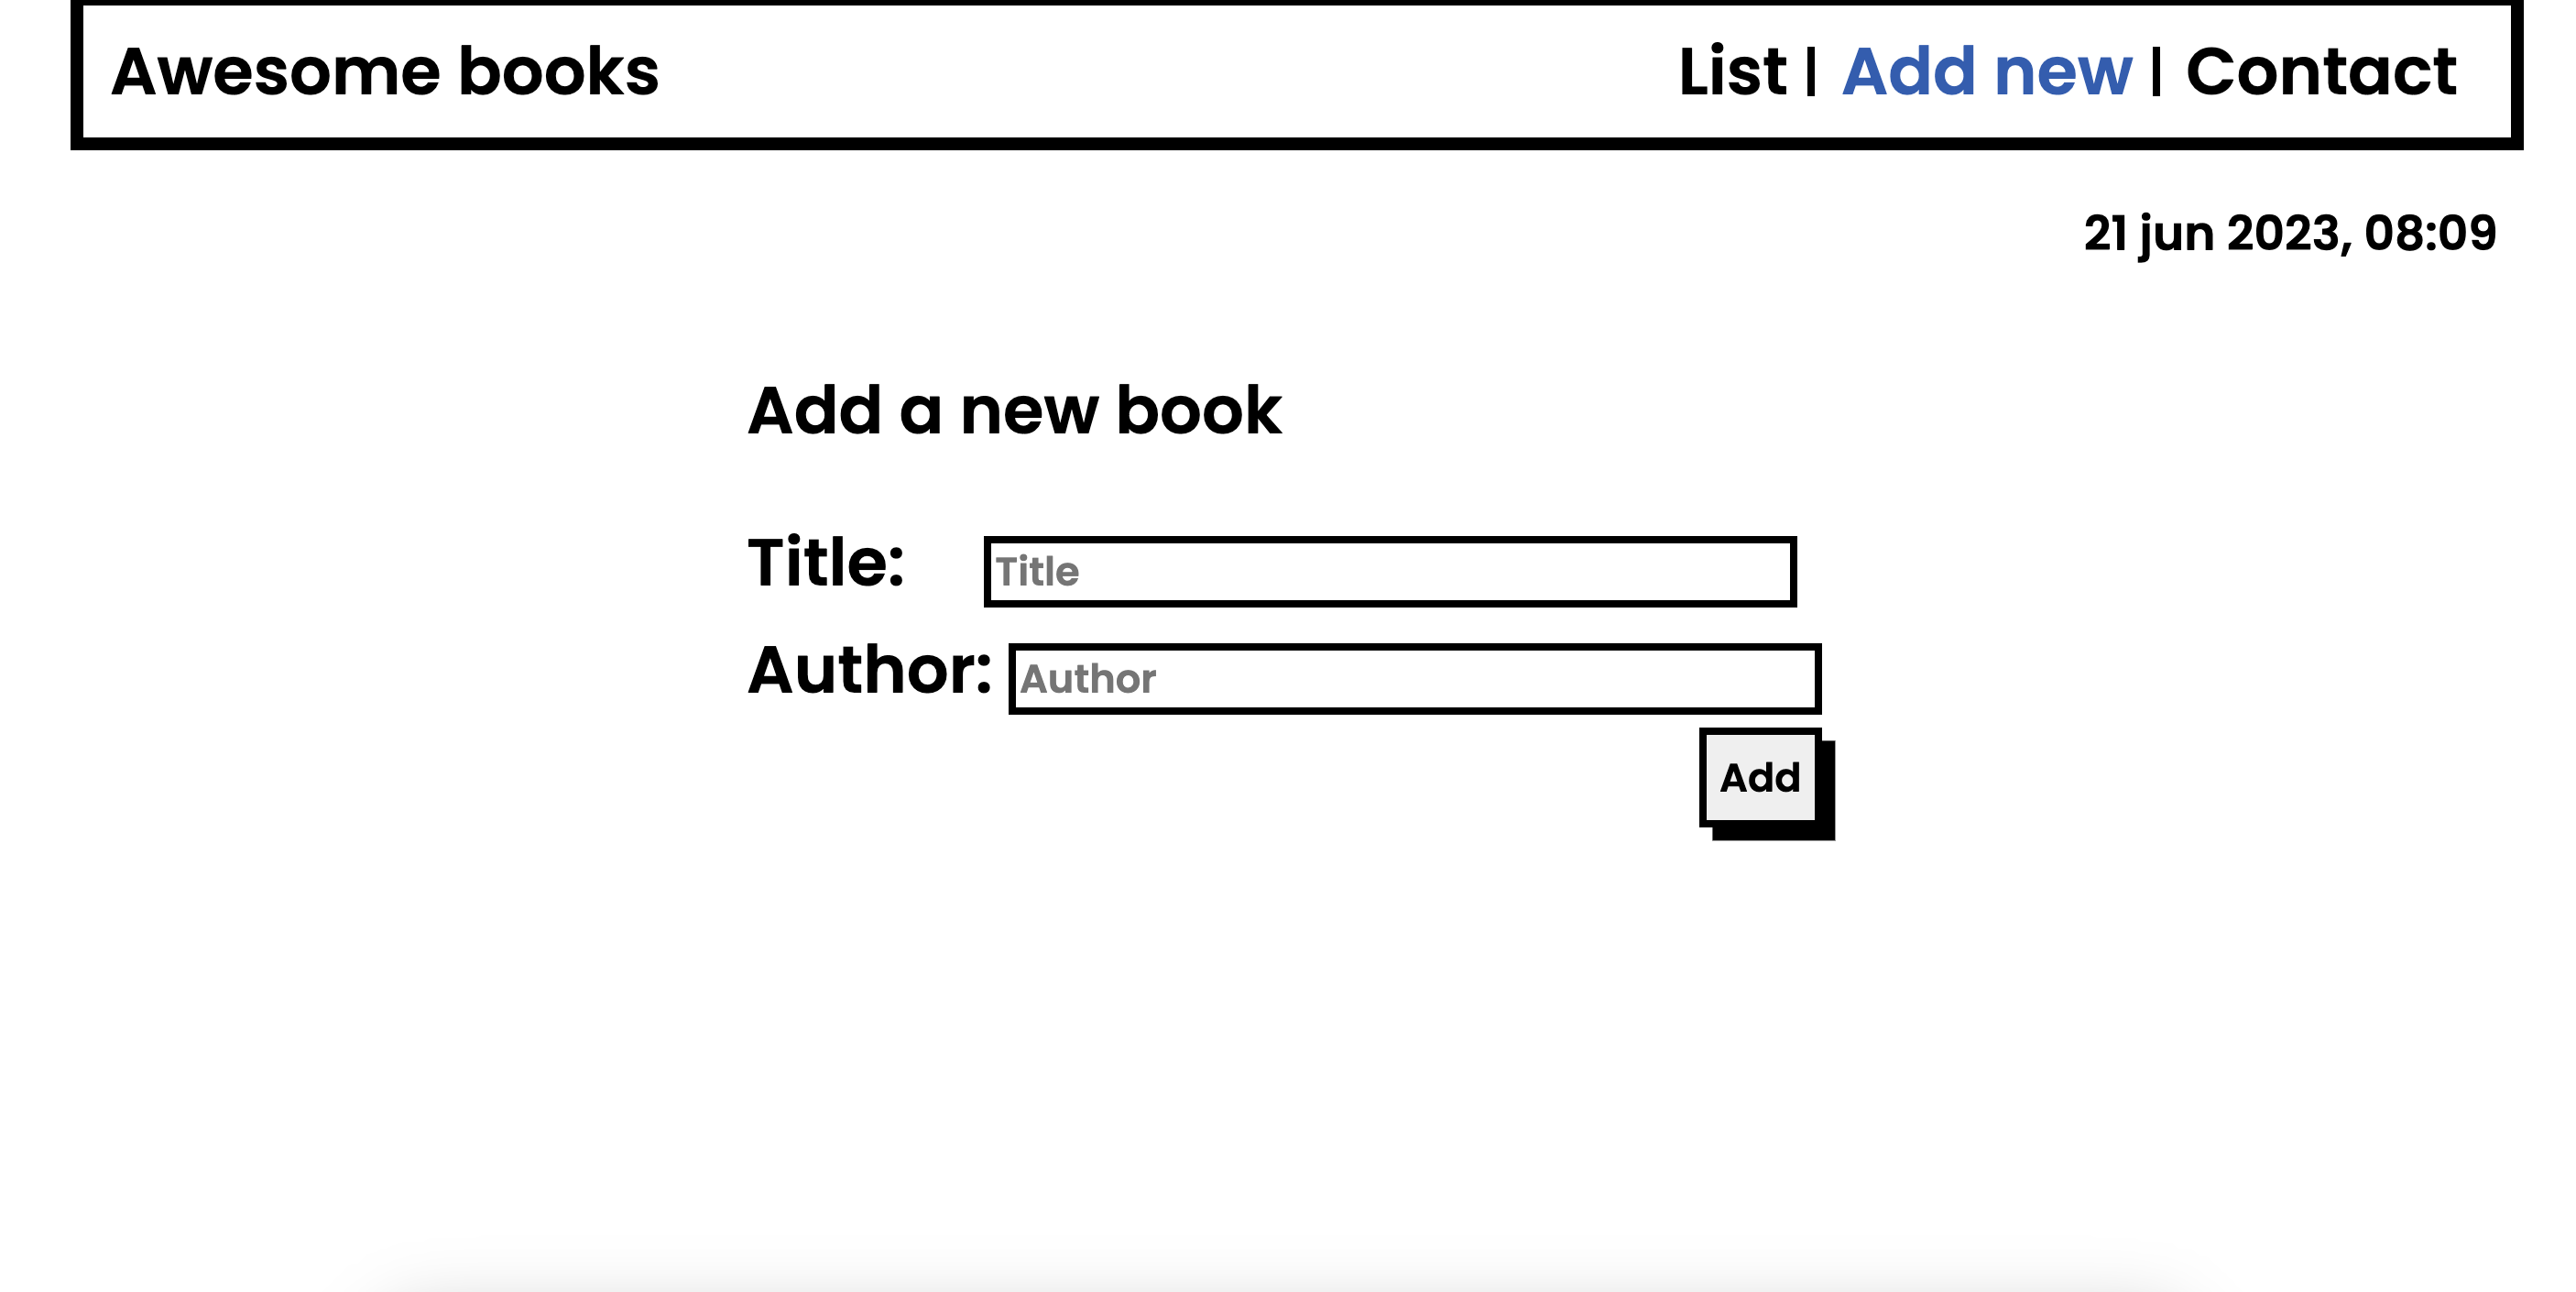 Awesome books List | Add new | Contact
21 jun 2023, 08:09
Add a new book
Title: Title
Author: Author
Add